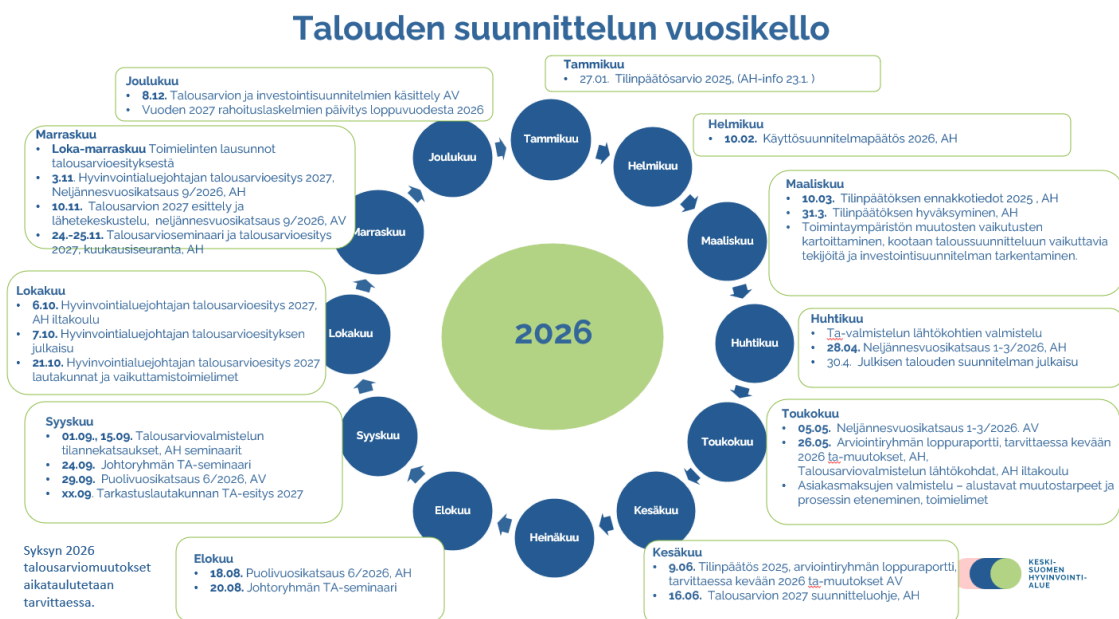 Talouden suunnittelun vuosikello
Tammikuu
• 27.01. Tilinpäätösarvio 2025, (AH-info 23.1. )
Helmikuu
• 10.02. Käyttösuunnitelmapäätös 2026, AH
Maaliskuu
• 10.03. Tilinpäätöksen ennakkotiedot 2025 , AH
• 31.3. Tilinpäätöksen hyväksyminen, AH
• Toimintaympäristön muutosten vaikutusten
kartoittaminen, kootaan taloussuunnitteluun vaikuttavia
tekijöitä ja investointisuunnitelman tarkentaminen.
Huhtikuu
• Ta-valmistelun lähtökohtien valmistelu
• 28.04. Neljännesvuosikatsaus 1-3/2026, AH
• 30.4. Julkisen talouden suunnitelman julkaisu
Toukokuu
• 05.05. Neljännesvuosikatsaus 1-3/2026. AV
• 26.05. Arviointiryhmän loppuraportti, tarvittaessa kevään
2026 ta-muutokset, AH,
Talousarviovalmistelun lähtökohdat, AH iltakoulu
• Asiakasmaksujen valmistelu – alustavat muutostarpeet ja
prosessin eteneminen, toimielimet
Kesäkuu
• 9.06. Tilinpäätös 2025, arviointiryhmän loppuraportti,
tarvittaessa kevään 2026 ta-muutokset AV
• 16.06. Talousarvion 2027 suunnitteluohje, AH
Elokuu
• 18.08. Puolivuosikatsaus 6/2026, AH
• 20.08. Johtoryhmän TA-seminaari
Syyskuu
• 01.09., 15.09. Talousarviovalmistelun
tilannekatsaukset, AH seminaarit
• 24.09. Johtoryhmän TA-seminaari
• 29.09. Puolivuosikatsaus 6/2026, AV
• xx.09. Tarkastuslautakunnan TA-esitys 2027
Lokakuu
• 6.10. Hyvinvointialuejohtajan talousarvioesitys 2027,
AH iltakoulu
• 7.10. Hyvinvointialuejohtajan talousarvioesityksen
julkaisu
• 21.10. Hyvinvointialuejohtajan talousarvioesitys 2027
lautakunnat ja vaikuttamistoimielimet
Marraskuu
• Loka-marraskuu Toimielinten lausunnot
talousarvioesityksestä
• 3.11. Hyvinvointialuejohtajan talousarvioesitys 2027,
Neljännesvuosikatsaus 9/2026, AH
• 10.11. Talousarvion 2027 esittely ja
lähetekeskustelu, neljännesvuosikatsaus 9/2026, AV
• 24.-25.11. Talousarvioseminaari ja talousarvioesitys
2027, kuukausiseuranta, AH
Joulukuu
• 8.12. Talousarvion ja investointisuunnitelmien käsittely AV
• Vuoden 2027 rahoituslaskelmien päivitys loppuvuodesta 2026
Tammikuu
Helmikuu
Maaliskuu
Huhtikuu
Toukokuu
Kesäkuu
Heinäkuu
Elokuu
Syyskuu
Lokakuu
Marraskuu
Joulukuu
2026
Syksyn 2026
talousarviomuutokset
aikataulutetaan
tarvittaessa.
KESKI-
SUOMEN
HYVINVOINTI-
ALUE